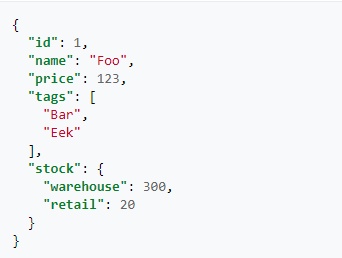 {
  "id": 1,
  "name": "Foo",
  "price": 123,
  "tags": [
    "Bar",
    "Eek"
  ],
  "stock": {
    "warehouse": 300,
    "retail": 20
  }
}